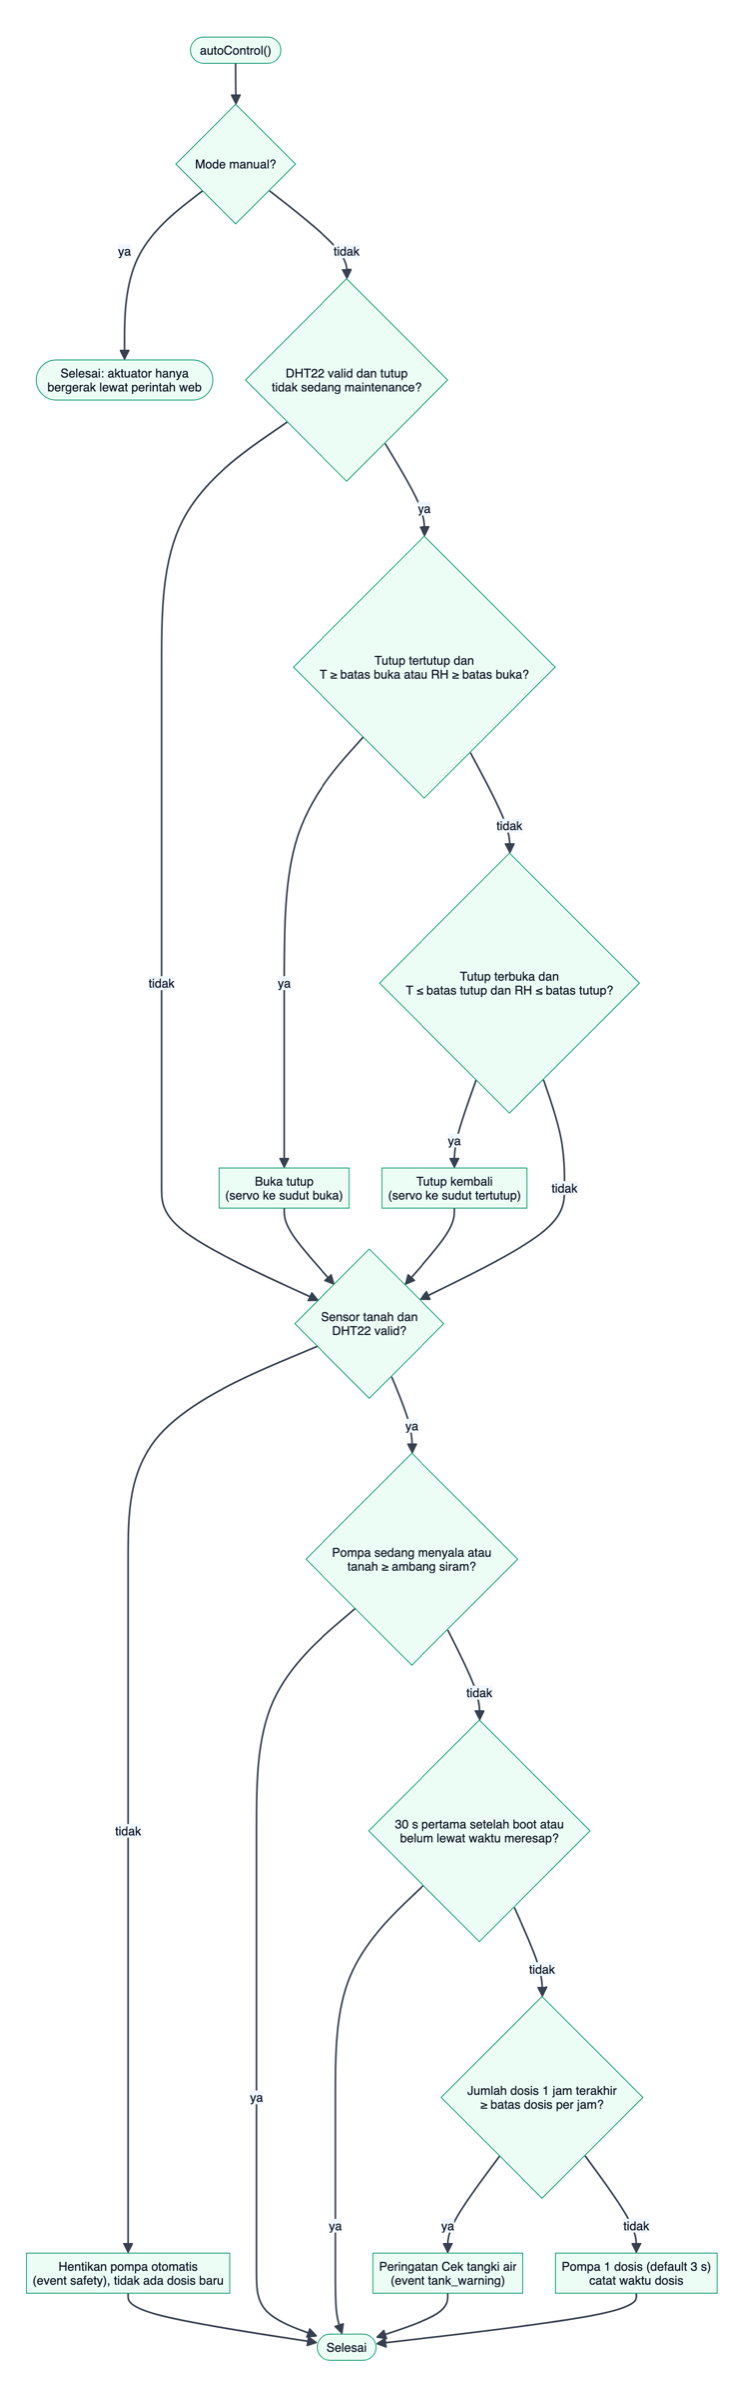 autoControl()
Mode manual?
ya
tidak
Selesai: aktuator hanya
bergerak lewat perintah web
DHT22 valid dan tutup
tidak sedang maintenance?
ya
Tutup tertutup dan
T ≥ batas buka atau RH ≥ batas buka?
tidak
tidak
ya
Tutup terbuka dan
T ≤ batas tutup dan RH ≤ batas tutup?
ya
tidak
Buka tutup
(servo ke sudut buka)
Tutup kembali
(servo ke sudut tertutup)
Sensor tanah dan
DHT22 valid?
ya
Pompa sedang menyala atau
tanah ≥ ambang siram?
tidak
tidak
30 s pertama setelah boot atau
belum lewat waktu meresap?
tidak
ya
Jumlah dosis 1 jam terakhir
≥ batas dosis per jam?
ya
ya
tidak
Hentikan pompa otomatis
(event safety), tidak ada dosis baru
Peringatan Cek tangki air
(event tank_warning)
Pompa 1 dosis (default 3 s)
catat waktu dosis
Selesai